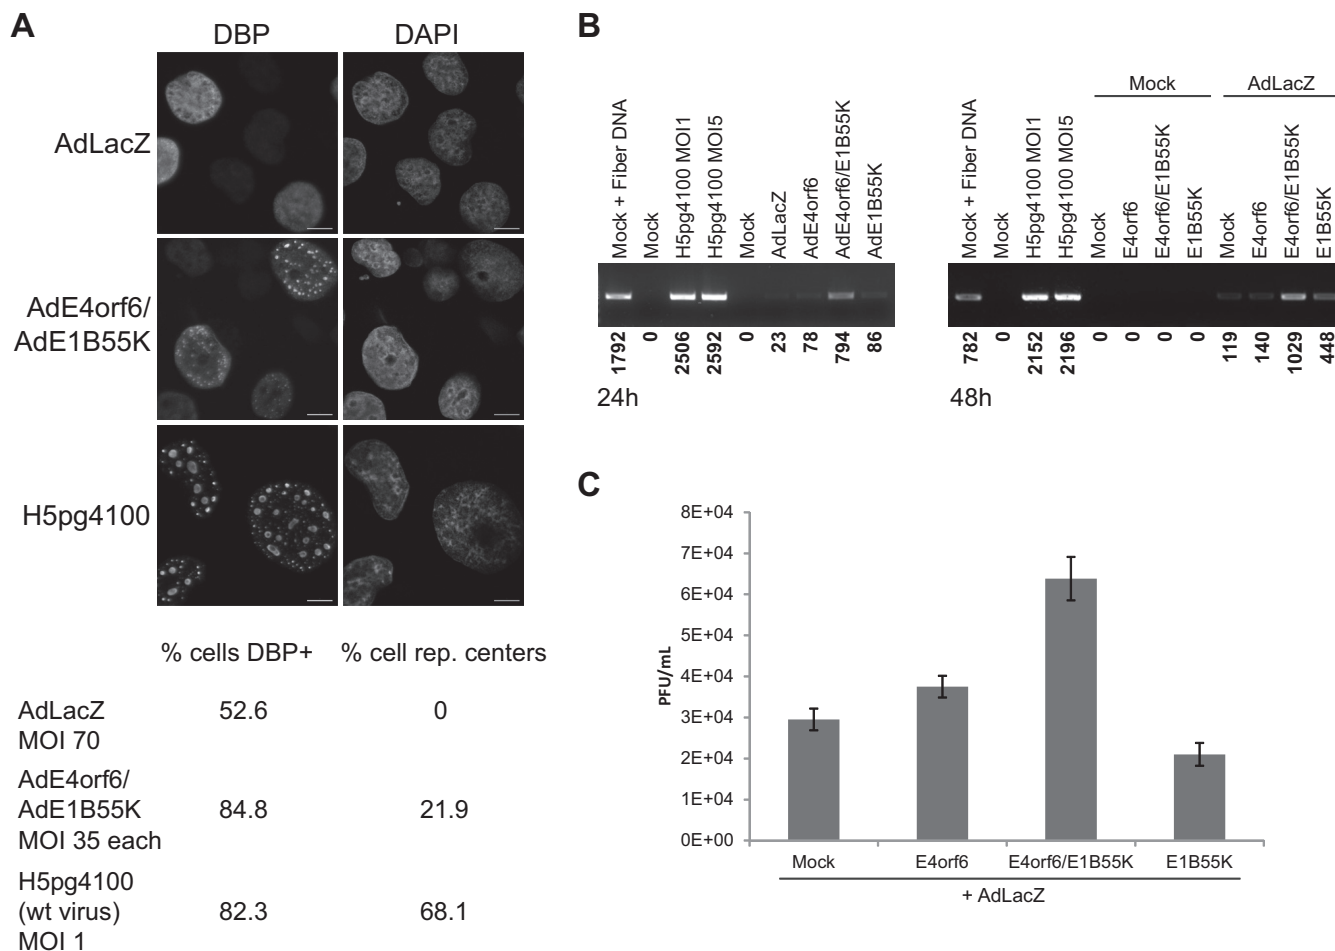 A
DBP
DAPI
AdLacZ
AdE4orf6/
AdE1B55K
H5pg4100
% cells DBP+
% cell rep. centers
AdLacZ
MOI 70
52.6
0
AdE4orf6/
AdE1B55K
MOI 35 each
84.8
21.9
H5pg4100
(wt virus)
MOI 1
82.3
68.1
B
Mock + Fiber DNA
Mock
H5pg4100 MOI1
H5pg4100 MOI5
Mock
AdLacZ
AdE4orf6
AdE4orf6/E1B55K
AdE1B55K
1792
0
2506
2592
0
23
78
794
86
24h
Mock
AdLacZ
Mock + Fiber DNA
Mock
H5pg4100 MOI1
H5pg4100 MOI5
Mock
E4orf6
E4orf6/E1B55K
E1B55K
Mock
E4orf6
E4orf6/E1B55K
E1B55K
782
0
2152
2196
0
0
0
0
119
140
1029
448
48h
C
PFU/mL
8E+04
7E+04
6E+04
5E+04
4E+04
3E+04
2E+04
1E+04
0E+00
Mock
E4orf6
E4orf6/E1B55K
E1B55K
+ AdLacZ